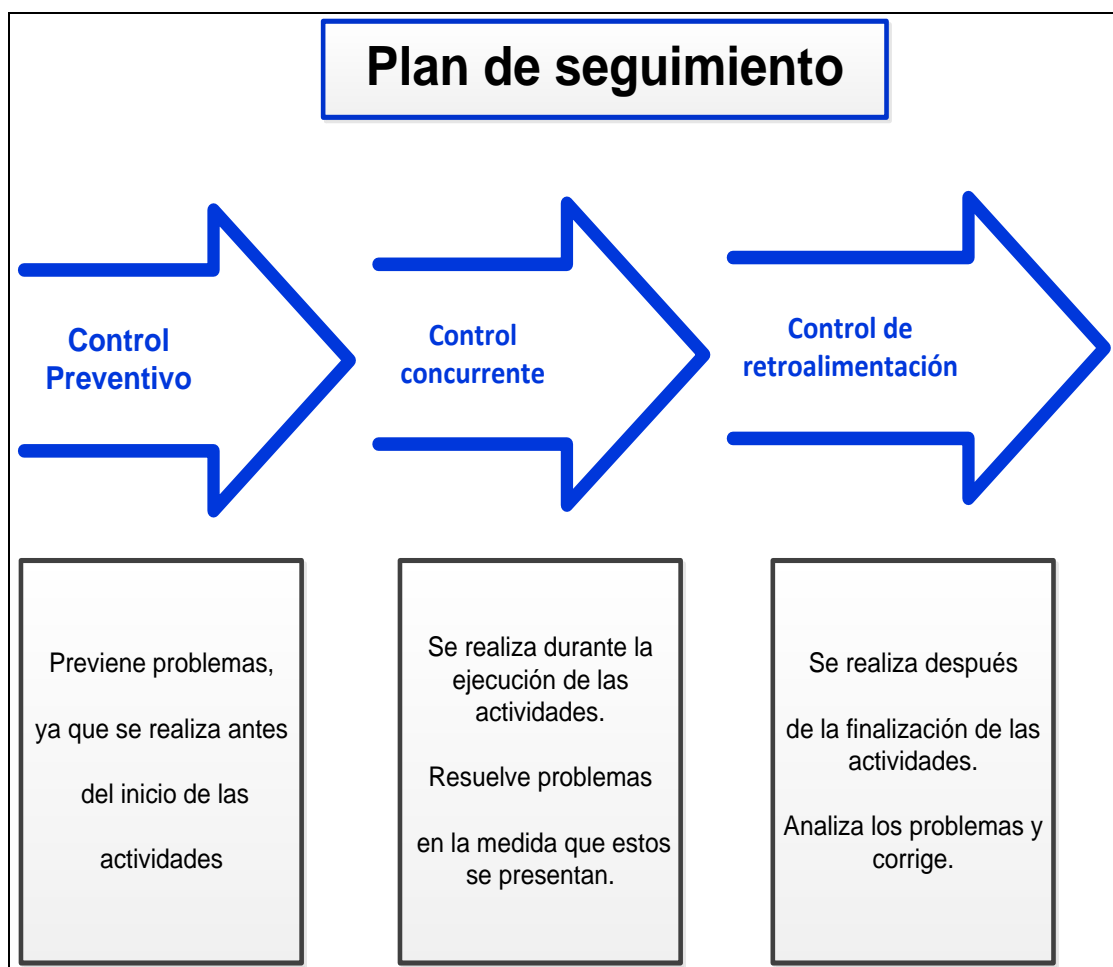 Plan de seguimiento
Control
Preventivo
Control
concurrente
Control de
retroalimentación
Previene problemas,
ya que se realiza antes
del inicio de las
actividades
Se realiza durante la
ejecución de las
actividades.
Resuelve problemas
en la medida que estos
se presentan.
Se realiza después
de la finalización de las
actividades.
Analiza los problemas y
corrige.